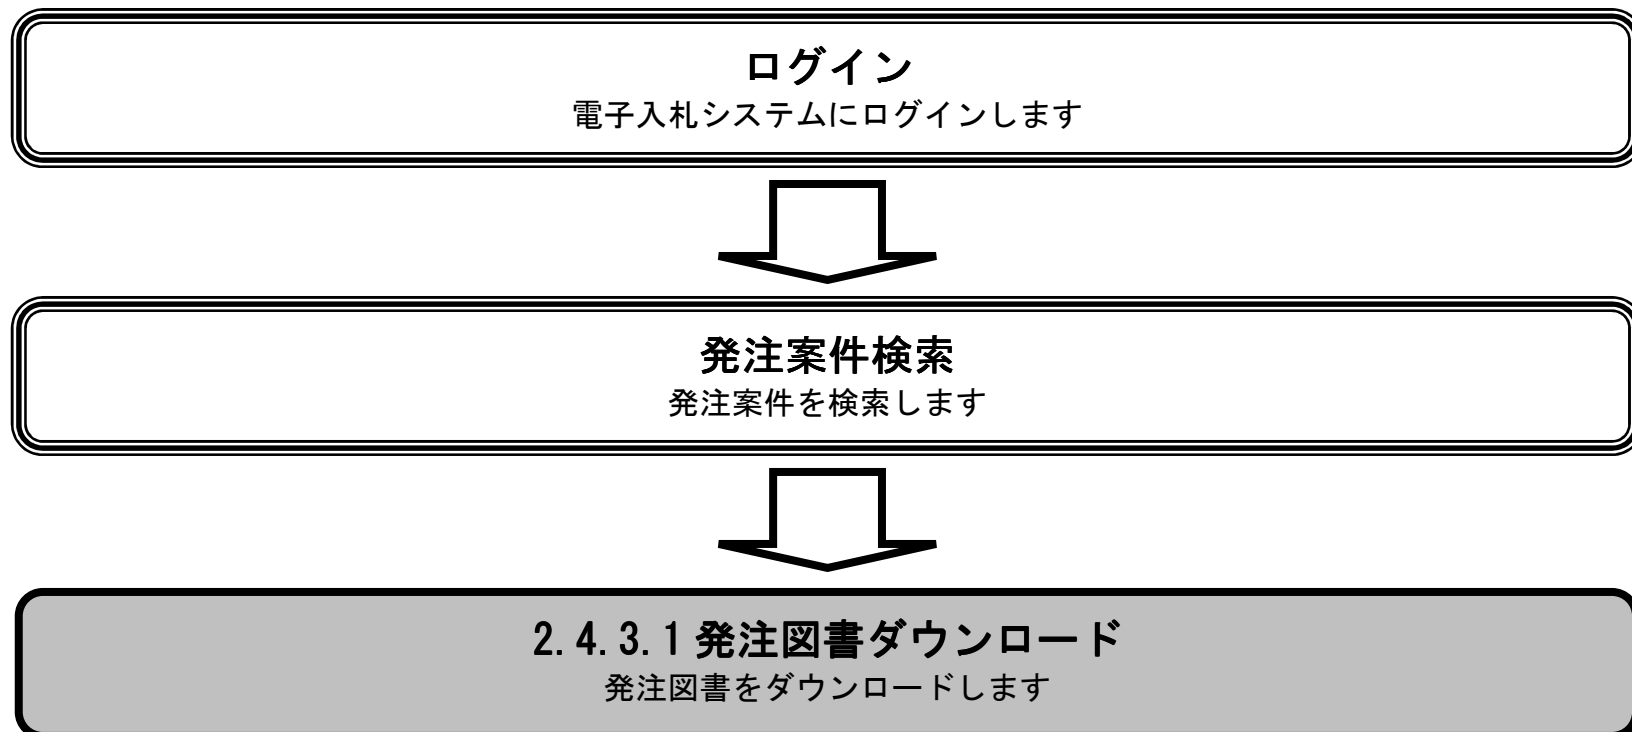 ログイン
電子入札システムにログインします
発注案件検索
発注案件を検索します
2.4.3.1発注図書ダウンロード
発注図書をダウンロードします